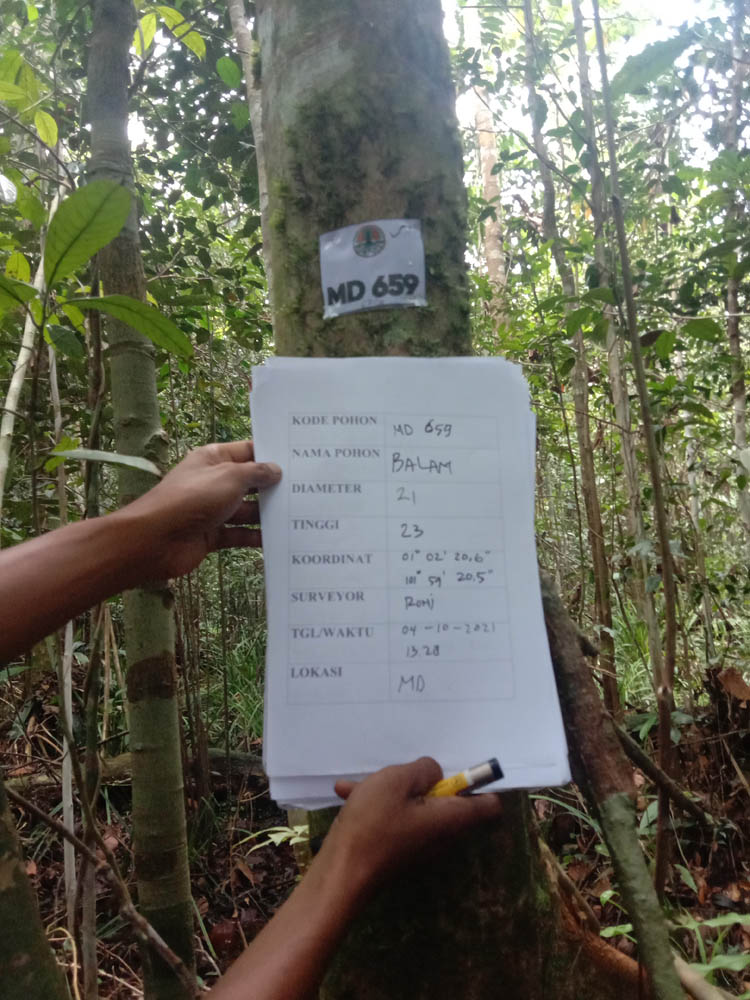 MD 659
KODE POHON MD 659
NAMA POHON BALAM
DIAMETER 21
TINGGI 23
KOORDINAT 01° 02' 20,6"
101° 59' 20.5"
SURVEYOR Romi
TGL/WAKTU 04-10-2021
13.28
LOKASI MD